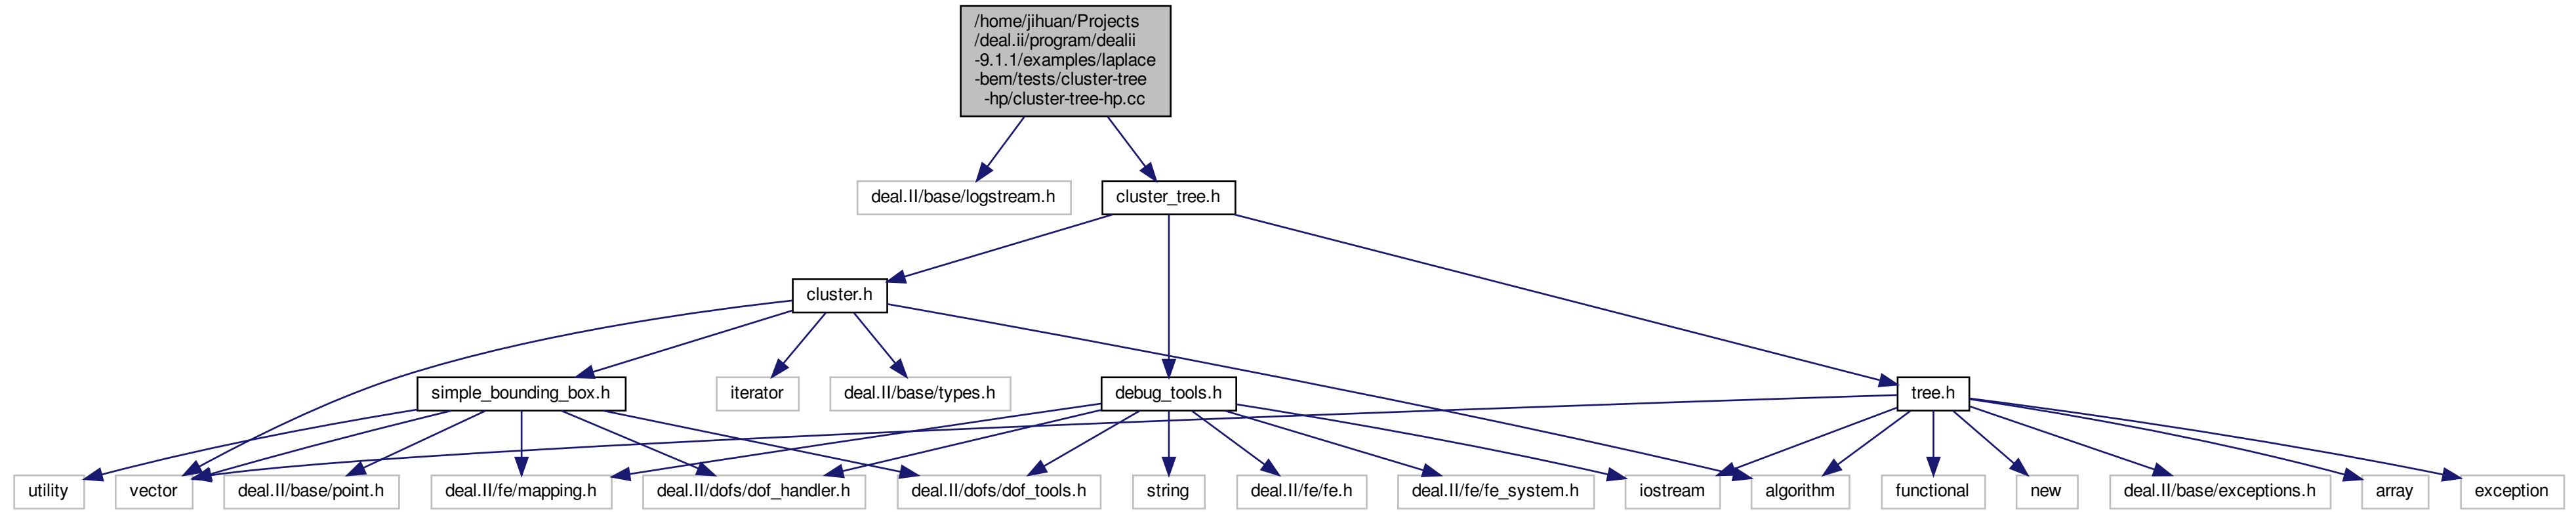 /home/jihuan/Projects
/deal.ii/program/dealii
-9.1.1/examples/laplace
-bem/tests/cluster-tree
-hp/cluster-tree-hp.cc
deal.II/base/logstream.h
cluster_tree.h
cluster.h
simple_bounding_box.h
iterator
deal.II/base/types.h
debug_tools.h
tree.h
utility
vector
deal.II/base/point.h
deal.II/fe/mapping.h
deal.II/dofs/dof_handler.h
deal.II/dofs/dof_tools.h
string
deal.II/fe/fe.h
deal.II/fe/fe_system.h
iostream
algorithm
functional
new
deal.II/base/exceptions.h
array
exception